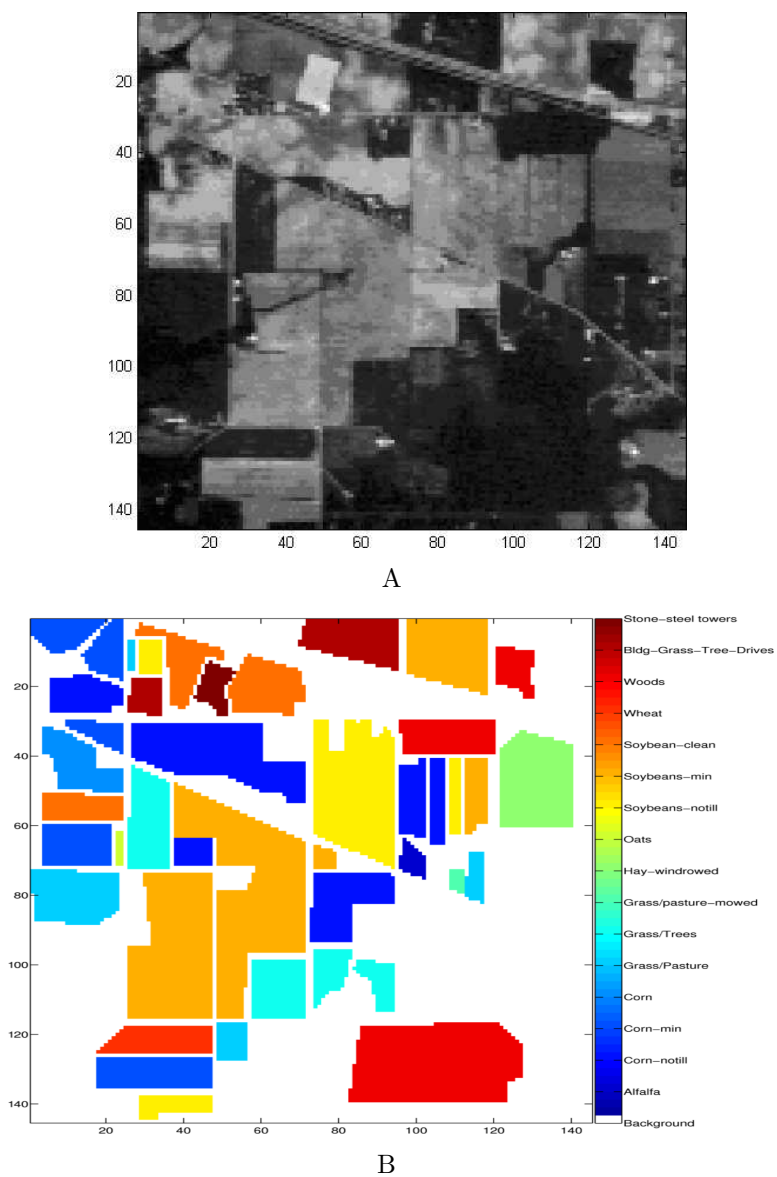 20
40
60
80
100
120
140
20 40 60 80 100 120 140
A
Stone-steel towers
Bldg-Grass-Tree-Drives
Woods
Wheat
Soybean-clean
Soybeans-min
Soybeans-notill
Oats
Hay-windrowed
Grass/pasture-mowed
Grass/Trees
Grass/Pasture
Corn
Corn-min
Corn-notill
Alfalfa
Background
20
40
60
80
100
120
140
20 40 60 80 100 120 140
B